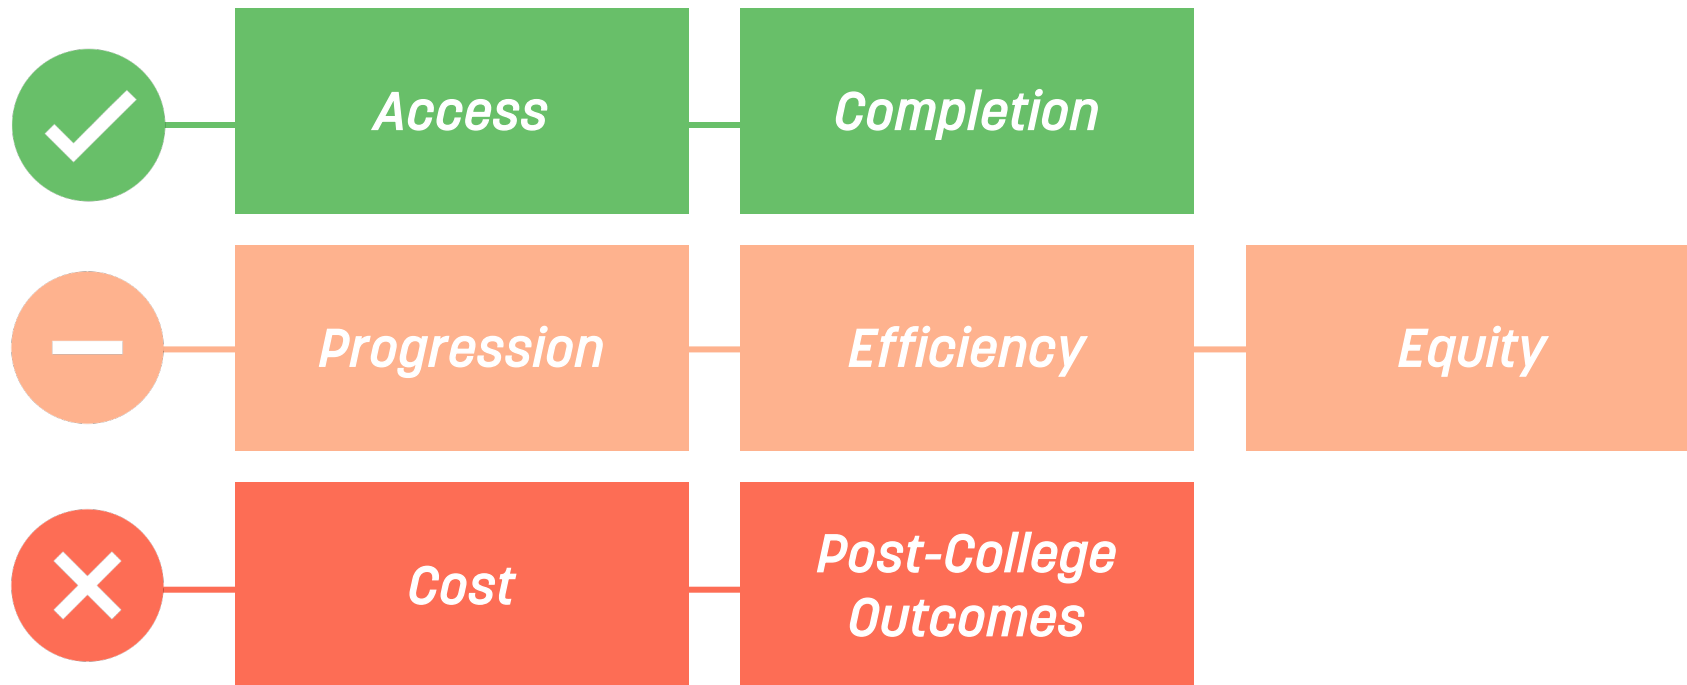 Access
Completion
Progression
Efficiency
Equity
Cost
Post-College
Outcomes